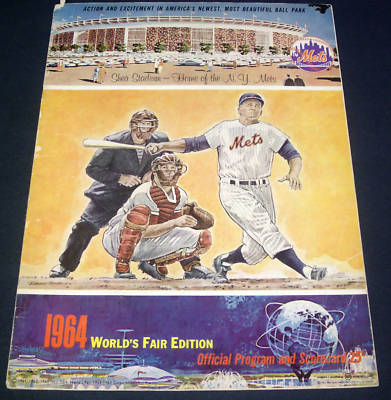 ACTION AND EXCITEMENT IN AMERICA'S NEWEST, MOST BEAUTIFUL BALL PARK
Mets
Shea Stadium — Home of the N.Y. Mets
Mets
1964 WORLD'S FAIR EDITION
Official Program and Scorecard 25¢